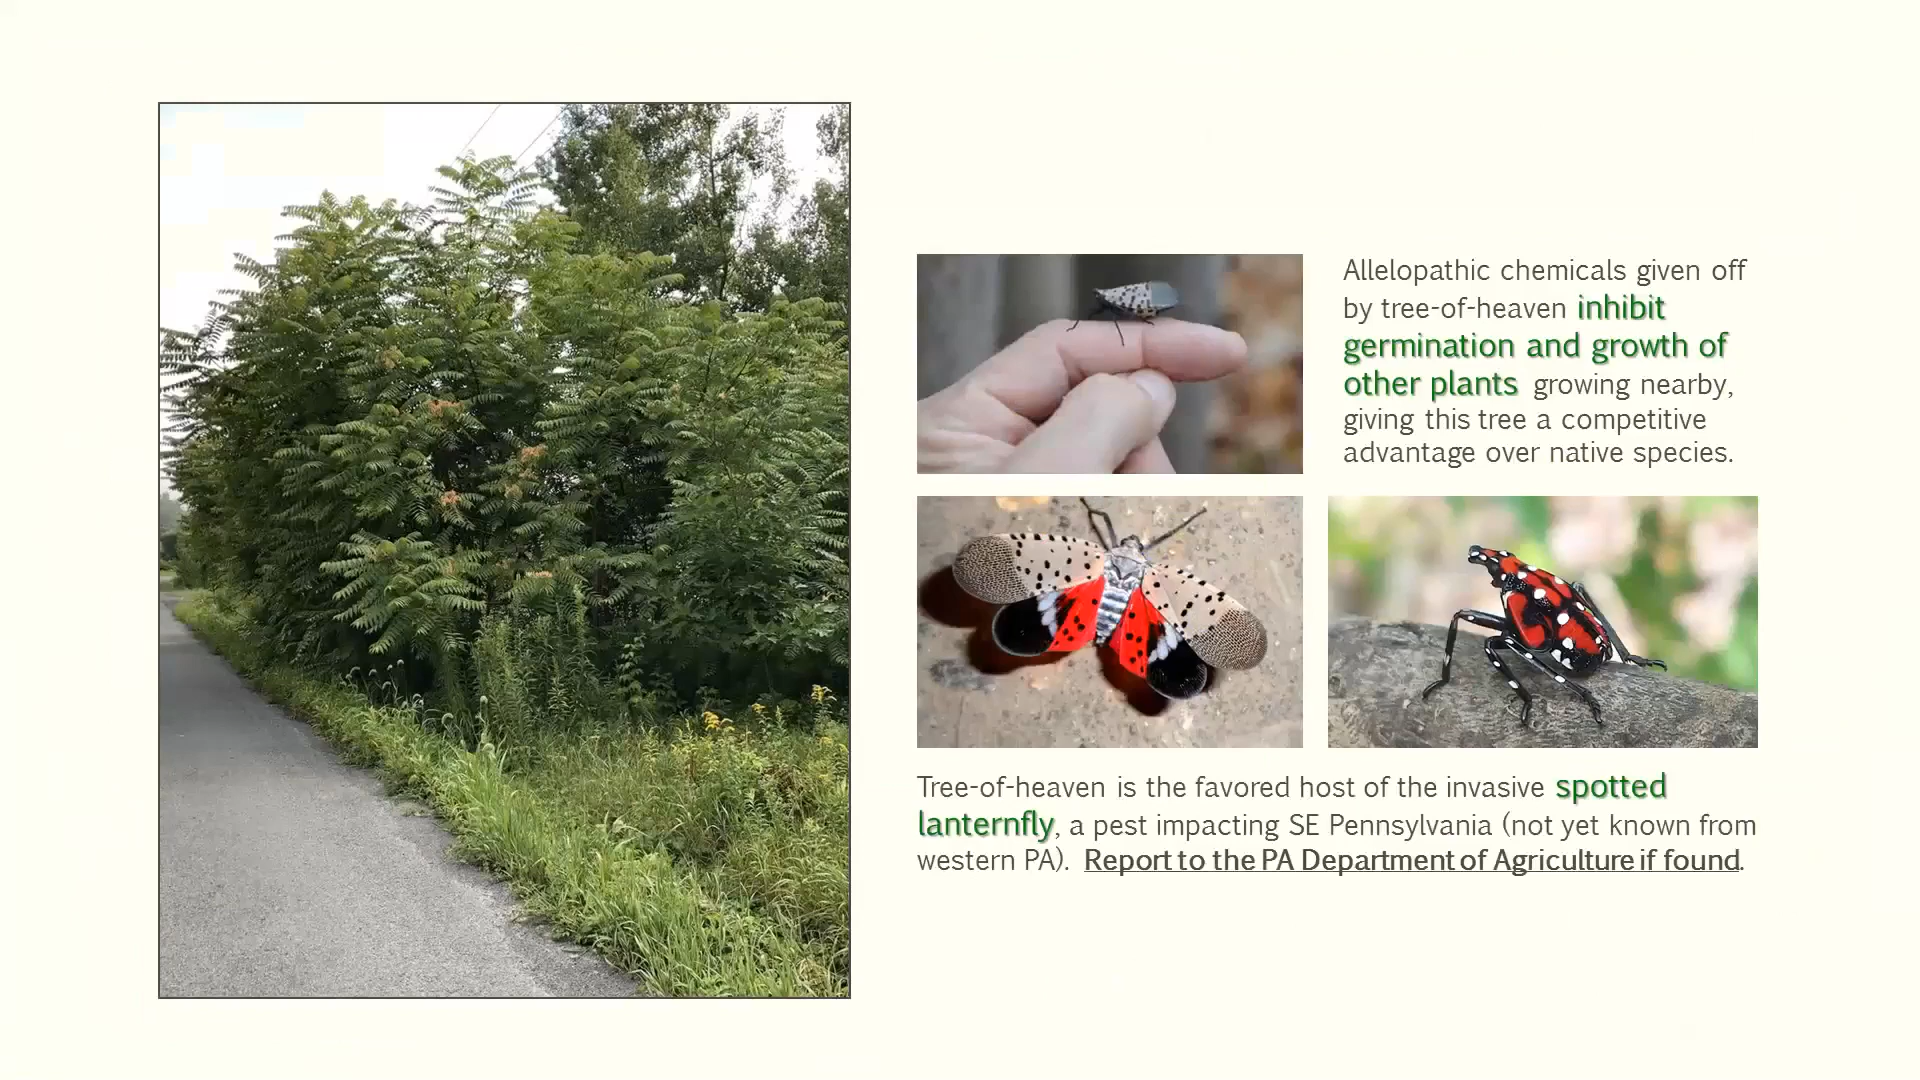 Allelopathic chemicals given off
by tree-of-heaven inhibit
germination and growth of
other plants growing nearby,
giving this tree a competitive
advantage over native species.
Tree-of-heaven is the favored host of the invasive spotted
lanternfly, a pest impacting SE Pennsylvania (not yet known from
western PA). Report to the PA Department of Agriculture if found.